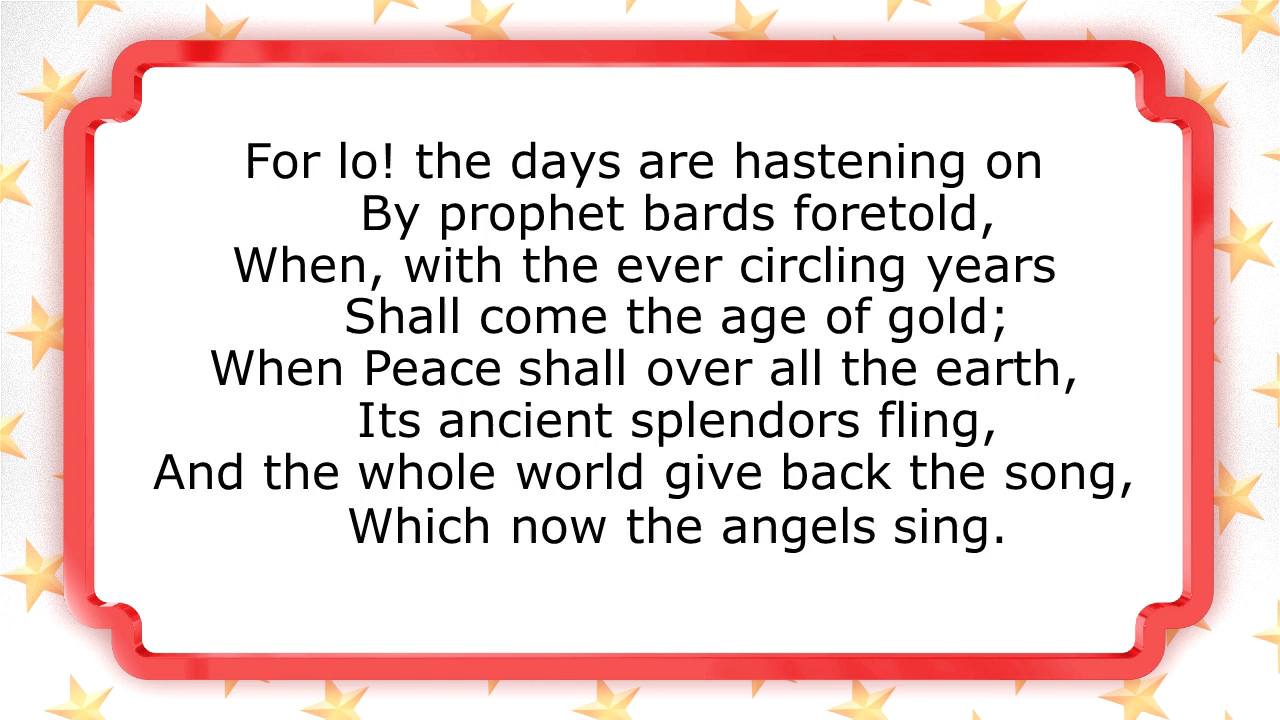 For lo! the days are hastening on
By prophet bards foretold,
When, with the ever circling years
Shall come the age of gold;
When Peace shall over all the earth,
Its ancient splendors fling,
And the whole world give back the song,
Which now the angels sing.